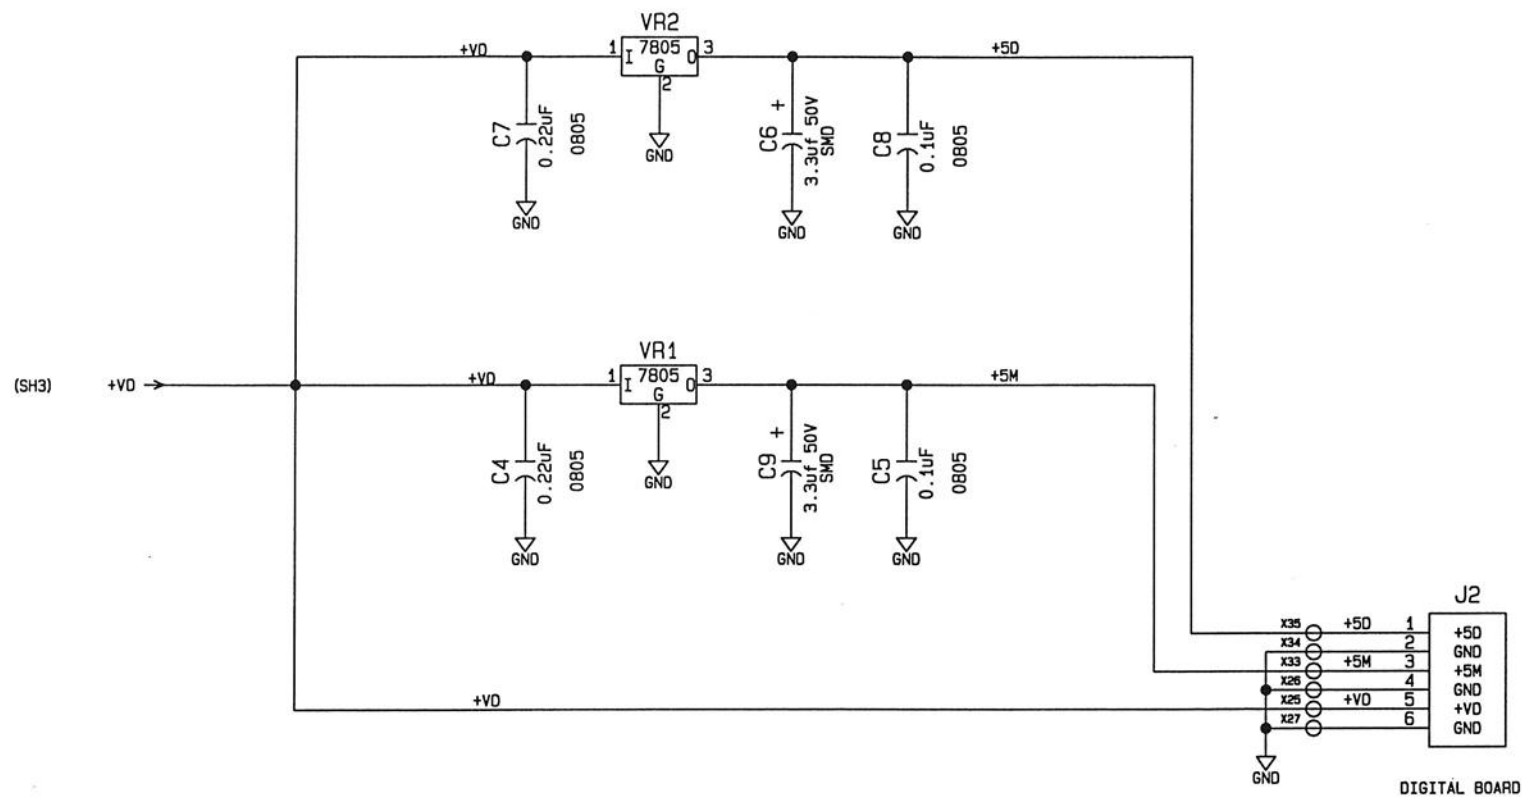 VR2
+VD
1
I
7805
G
O
3
2
GND
+5D
C7
0.22uF
0805
GND
+
C6
3.3uf 50V
SMD
GND
C8
0.1uF
0805
GND
(SH3)
+VD
VR1
+VD
1
I
7805
G
O
3
2
GND
+5M
C4
0.22uF
0805
GND
+
C9
3.3uf 50V
SMD
GND
C5
0.1uF
0805
GND
J2
X35 +5D 1 +5D
X34 2 GND
X33 +5M 3 +5M
X26 4 GND
+VD
X25 +VD 5 +VD
X27 6 GND
GND
DIGITAL BOARD